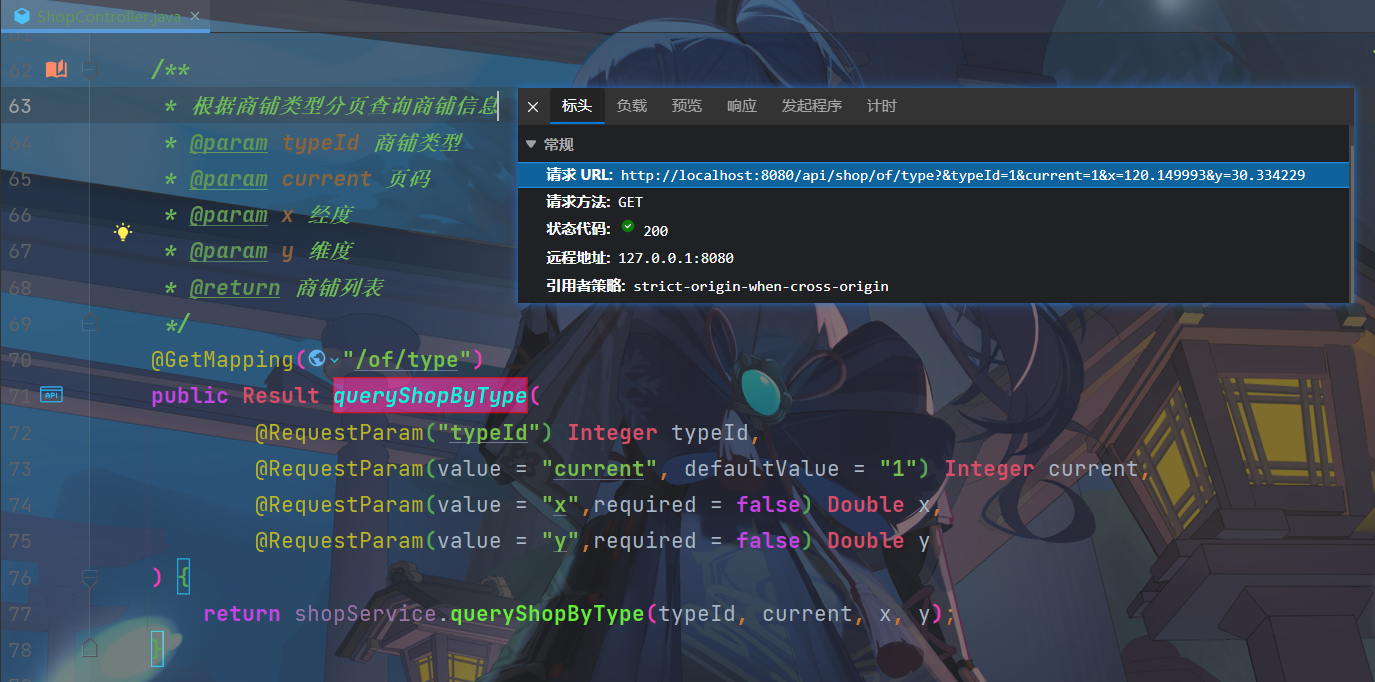 ShopController.java
61
62 /**
63 * 根据商铺类型分页查询商铺信息
64 * @param typeId 商铺类型
65 * @param current 页码
66 * @param x 经度
67 * @param y 维度
68 * @return 商铺列表
69 */
70 @GetMapping("/of/type")
71 public Result queryShopByType(
72 @RequestParam("typeId") Integer typeId,
73 @RequestParam(value = "current", defaultValue = "1") Integer current,
74 @RequestParam(value = "x",required = false) Double x,
75 @RequestParam(value = "y",required = false) Double y
76 ) {
77 return shopService.queryShopByType(typeId, current, x, y);
78 }
API
标头 负载 预览 响应 发起程序 计时
常规
请求 URL: http://localhost:8080/api/shop/of/type?&typeId=1&current=1&x=120.149993&y=30.334229
请求方法: GET
状态代码: 200
远程地址: 127.0.0.1:8080
引用者策略: strict-origin-when-cross-origin